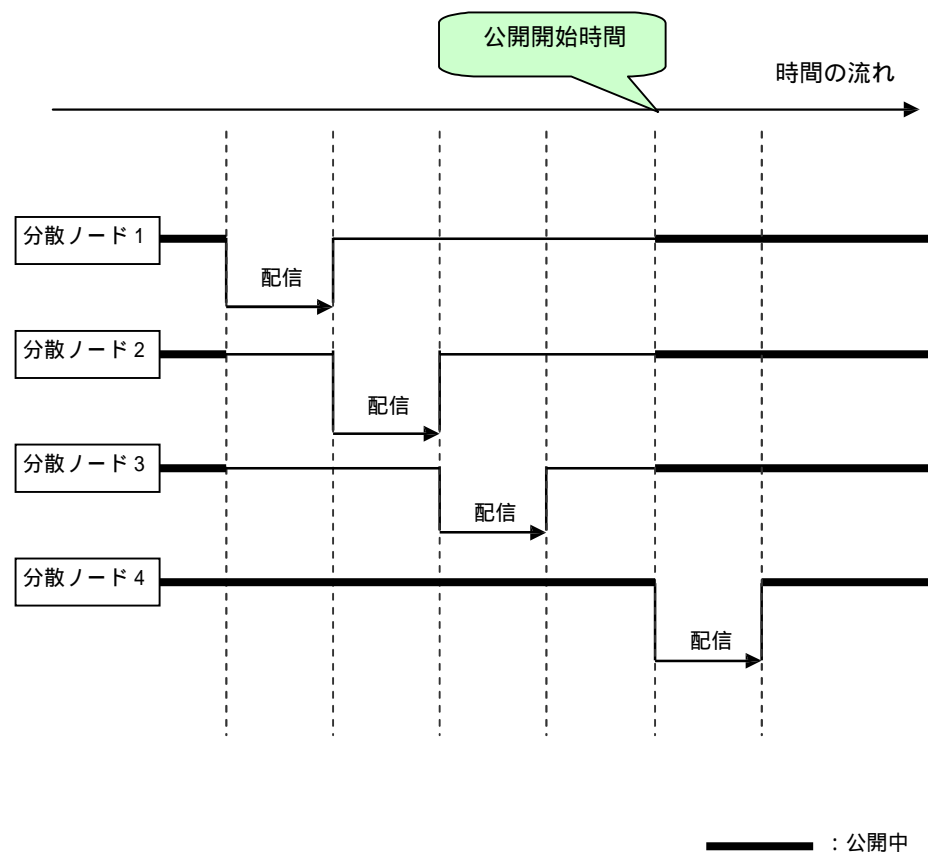 公開開始時間
時間の流れ
分散ノード1
配信
分散ノード2
配信
分散ノード3
配信
分散ノード4
配信
：公開中